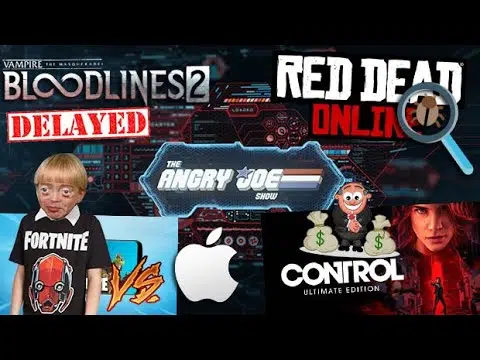 VAMPIRE THE MASQUERADE
BLOODLINES 2
DELAYED
RED DEAD
ONLINE
THE
ANGRY JOE
SHOW
FORTNITE
VS
$
$
CONTROL
ULTIMATE EDITION